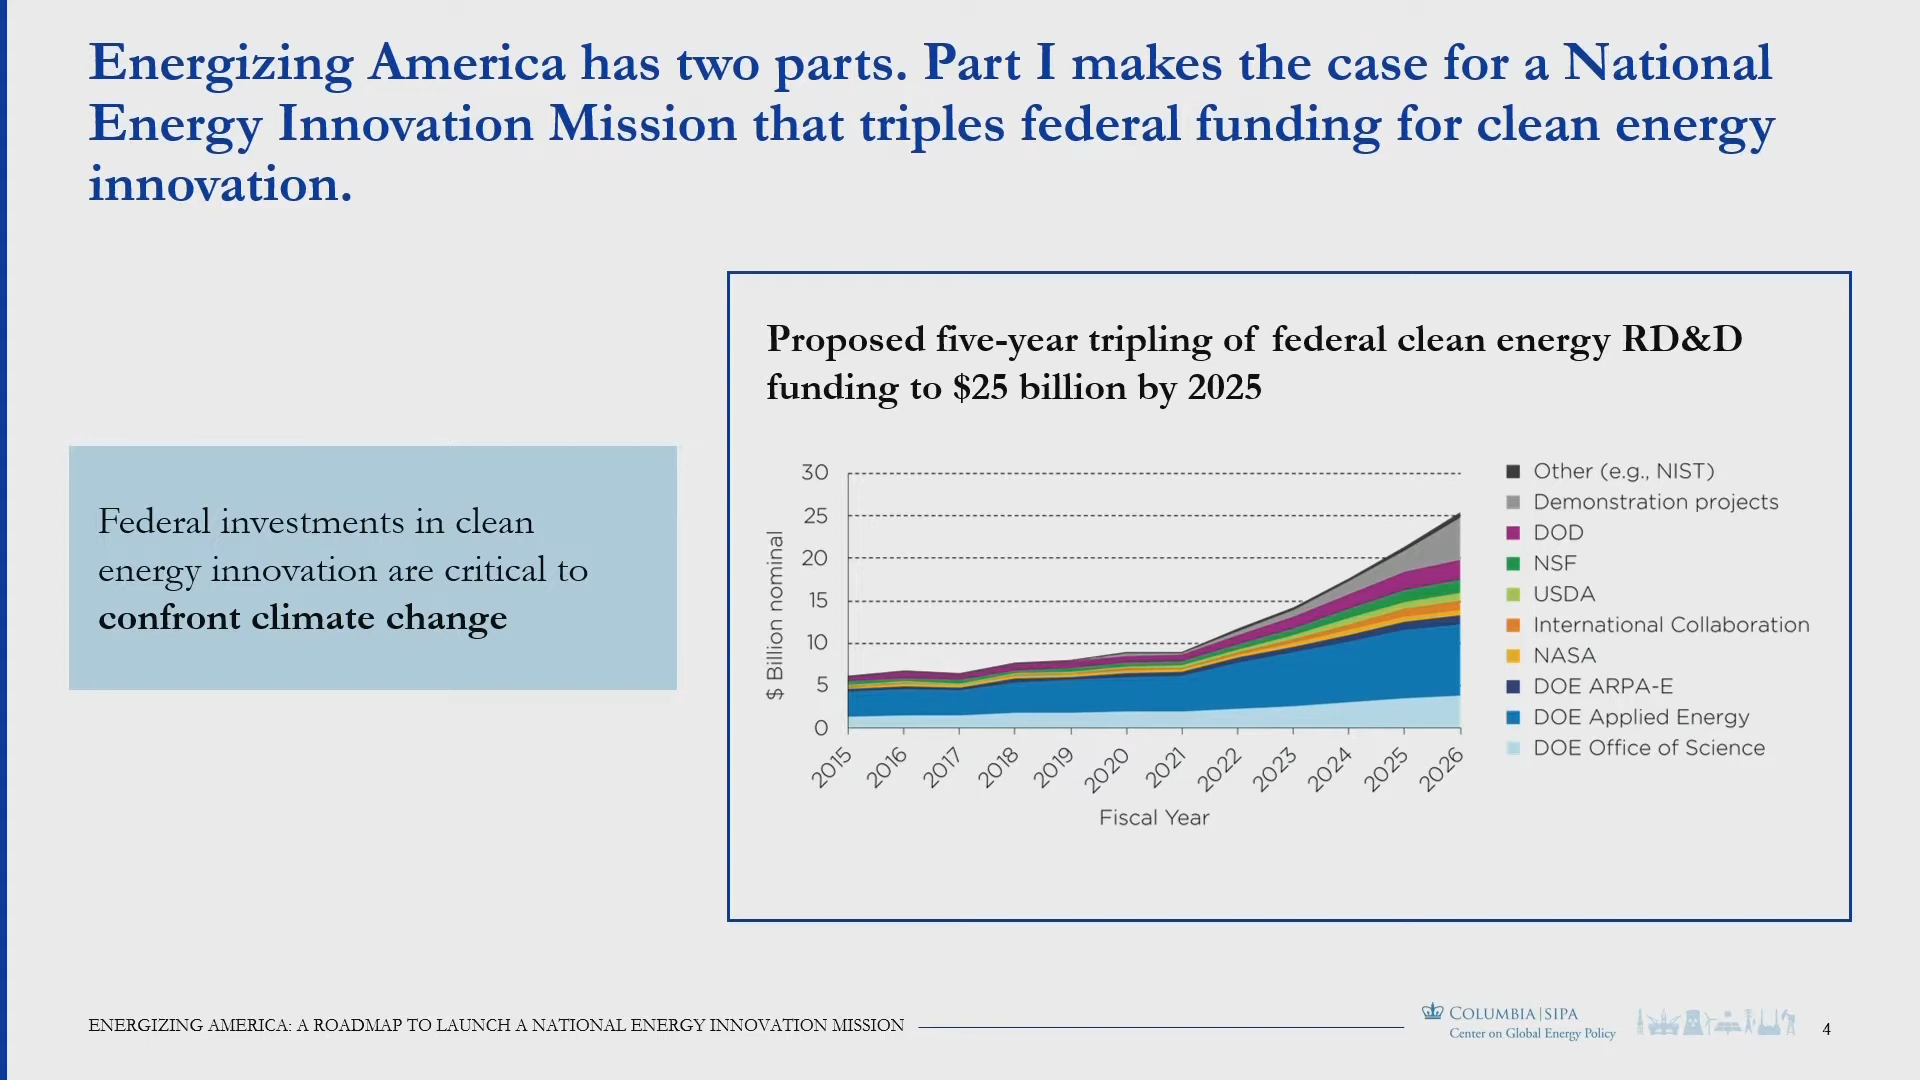 Energizing America has two parts. Part I makes the case for a National
Energy Innovation Mission that triples federal funding for clean energy
innovation.
Federal investments in clean
energy innovation are critical to
confront climate change
Proposed five-year tripling of federal clean energy RD&D
funding to $25 billion by 2025
$ Billion nominal
30
25
20
15
10
5
0
2015
2016
2017
2018
2019
2020
2021
2022
2023
2024
2025
2026
Fiscal Year
Other (e.g., NIST)
Demonstration projects
DOD
NSF
USDA
International Collaboration
NASA
DOE ARPA-E
DOE Applied Energy
DOE Office of Science
ENERGIZING AMERICA: A ROADMAP TO LAUNCH A NATIONAL ENERGY INNOVATION MISSION
COLUMBIA | SIPA
Center on Global Energy Policy
4